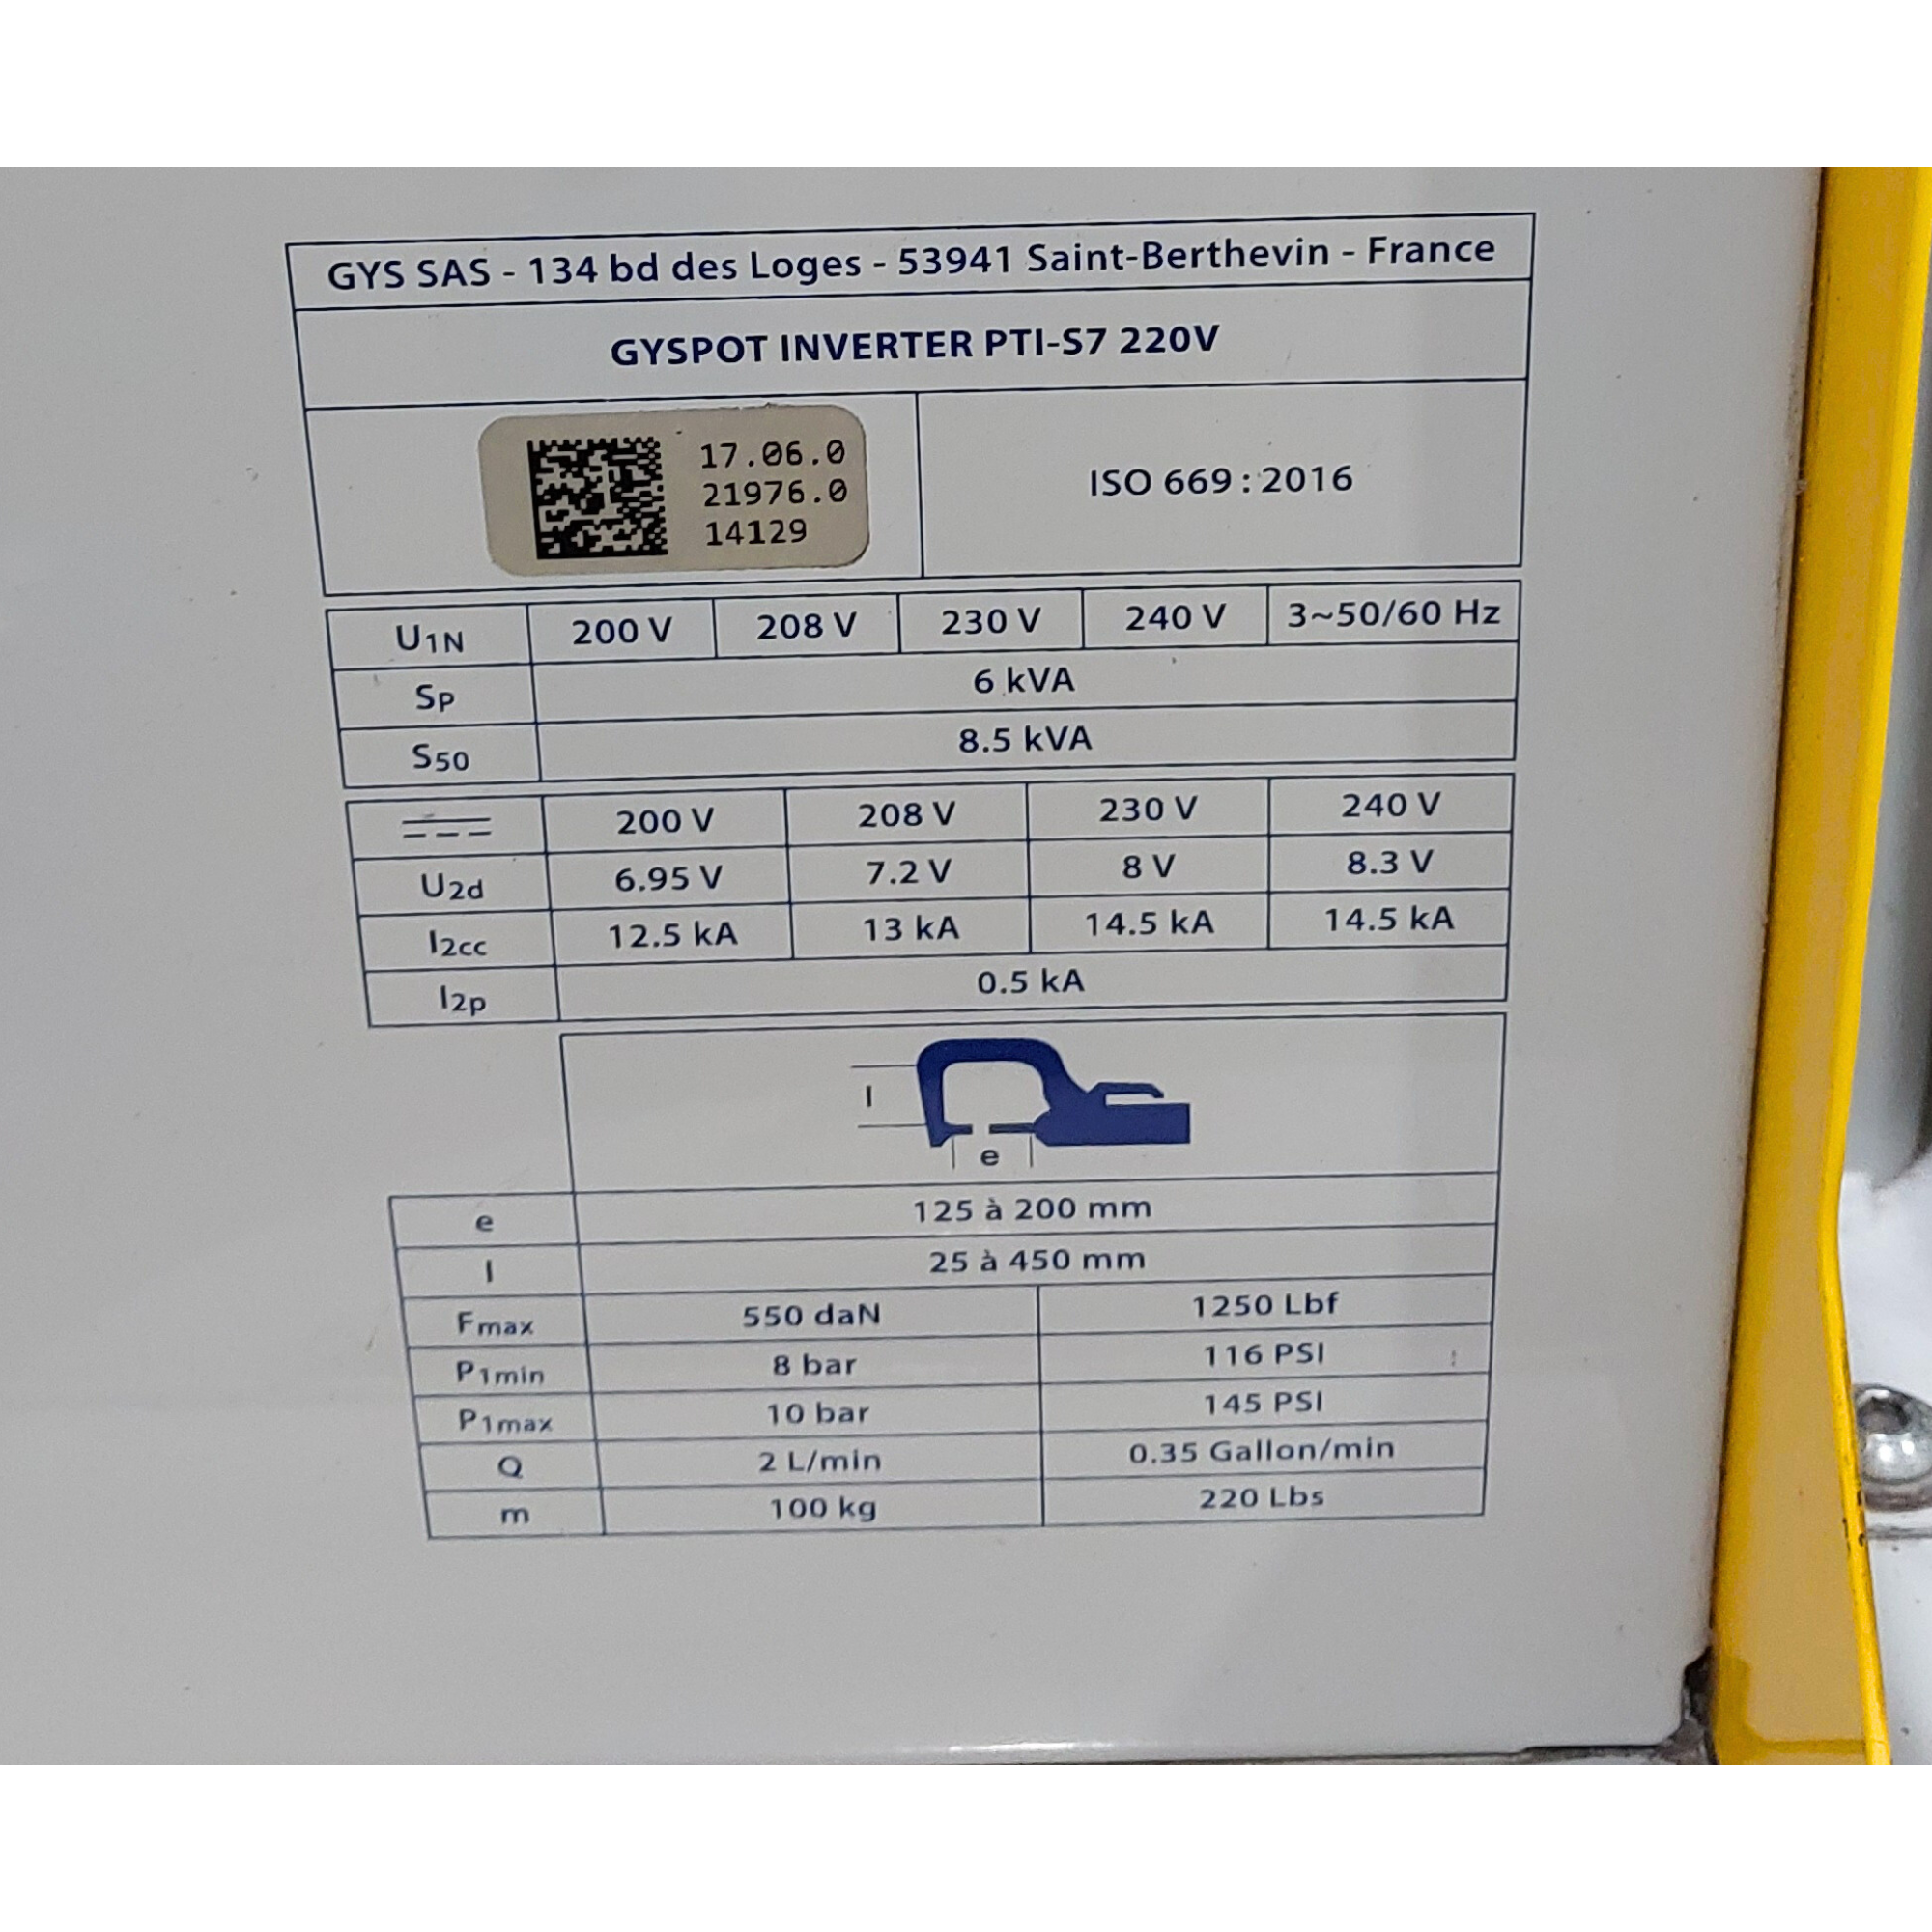 GYS SAS - 134 bd des Loges - 53941 Saint-Berthevin - France
GYSPOT INVERTER PTI-S7 220V
17.06.0
21976.0
14129
ISO 669 : 2016
U1N 200 V 208 V 230 V 240 V 3~50/60 Hz
SP 6 kVA
S50 8.5 kVA
200 V 208 V 230 V 240 V
U2d 6.95 V 7.2 V 8 V 8.3 V
I2cc 12.5 kA 13 kA 14.5 kA 14.5 kA
I2p 0.5 kA
l
e
e 125 à 200 mm
l 25 à 450 mm
Fmax 550 daN 1250 Lbf
P1min 8 bar 116 PSI
P1max 10 bar 145 PSI
Q 2 L/min 0.35 Gallon/min
m 100 kg 220 Lbs